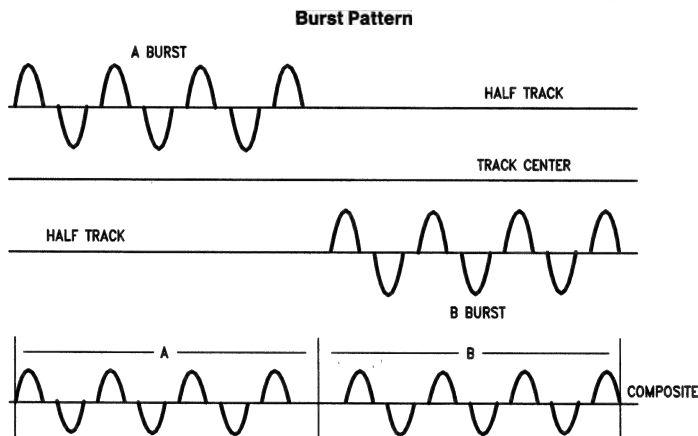 Burst Pattern
A BURST
HALF TRACK
TRACK CENTER
HALF TRACK
B BURST
A
B
COMPOSITE